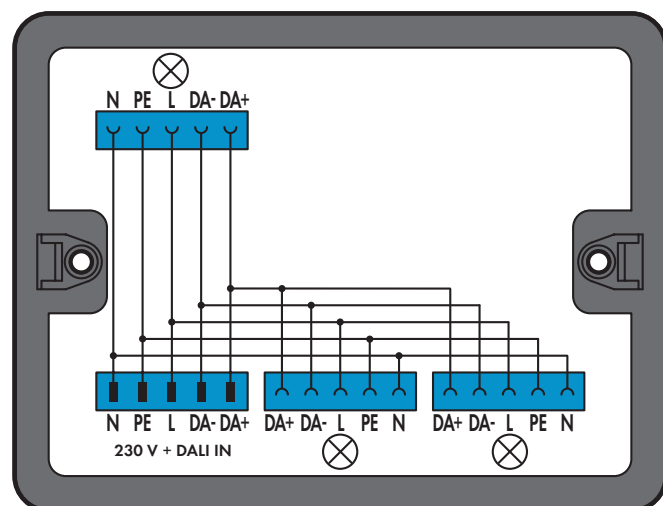 N PE L DA- DA+
N PE L DA- DA+ DA+ DA- L PE N DA+ DA- L PE N
230 V + DALI IN